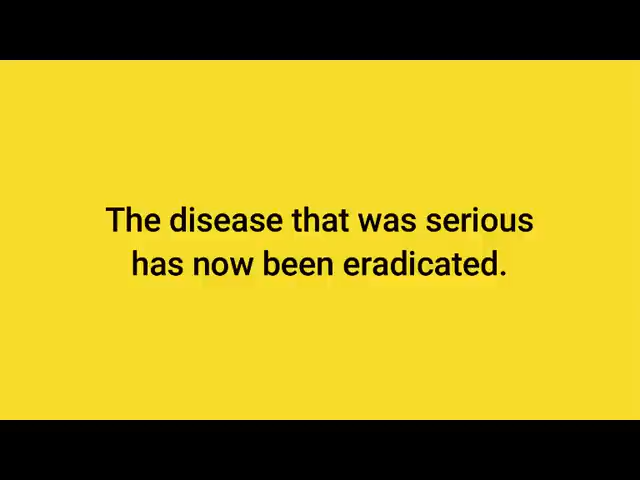 The disease that was serious
has now been eradicated.